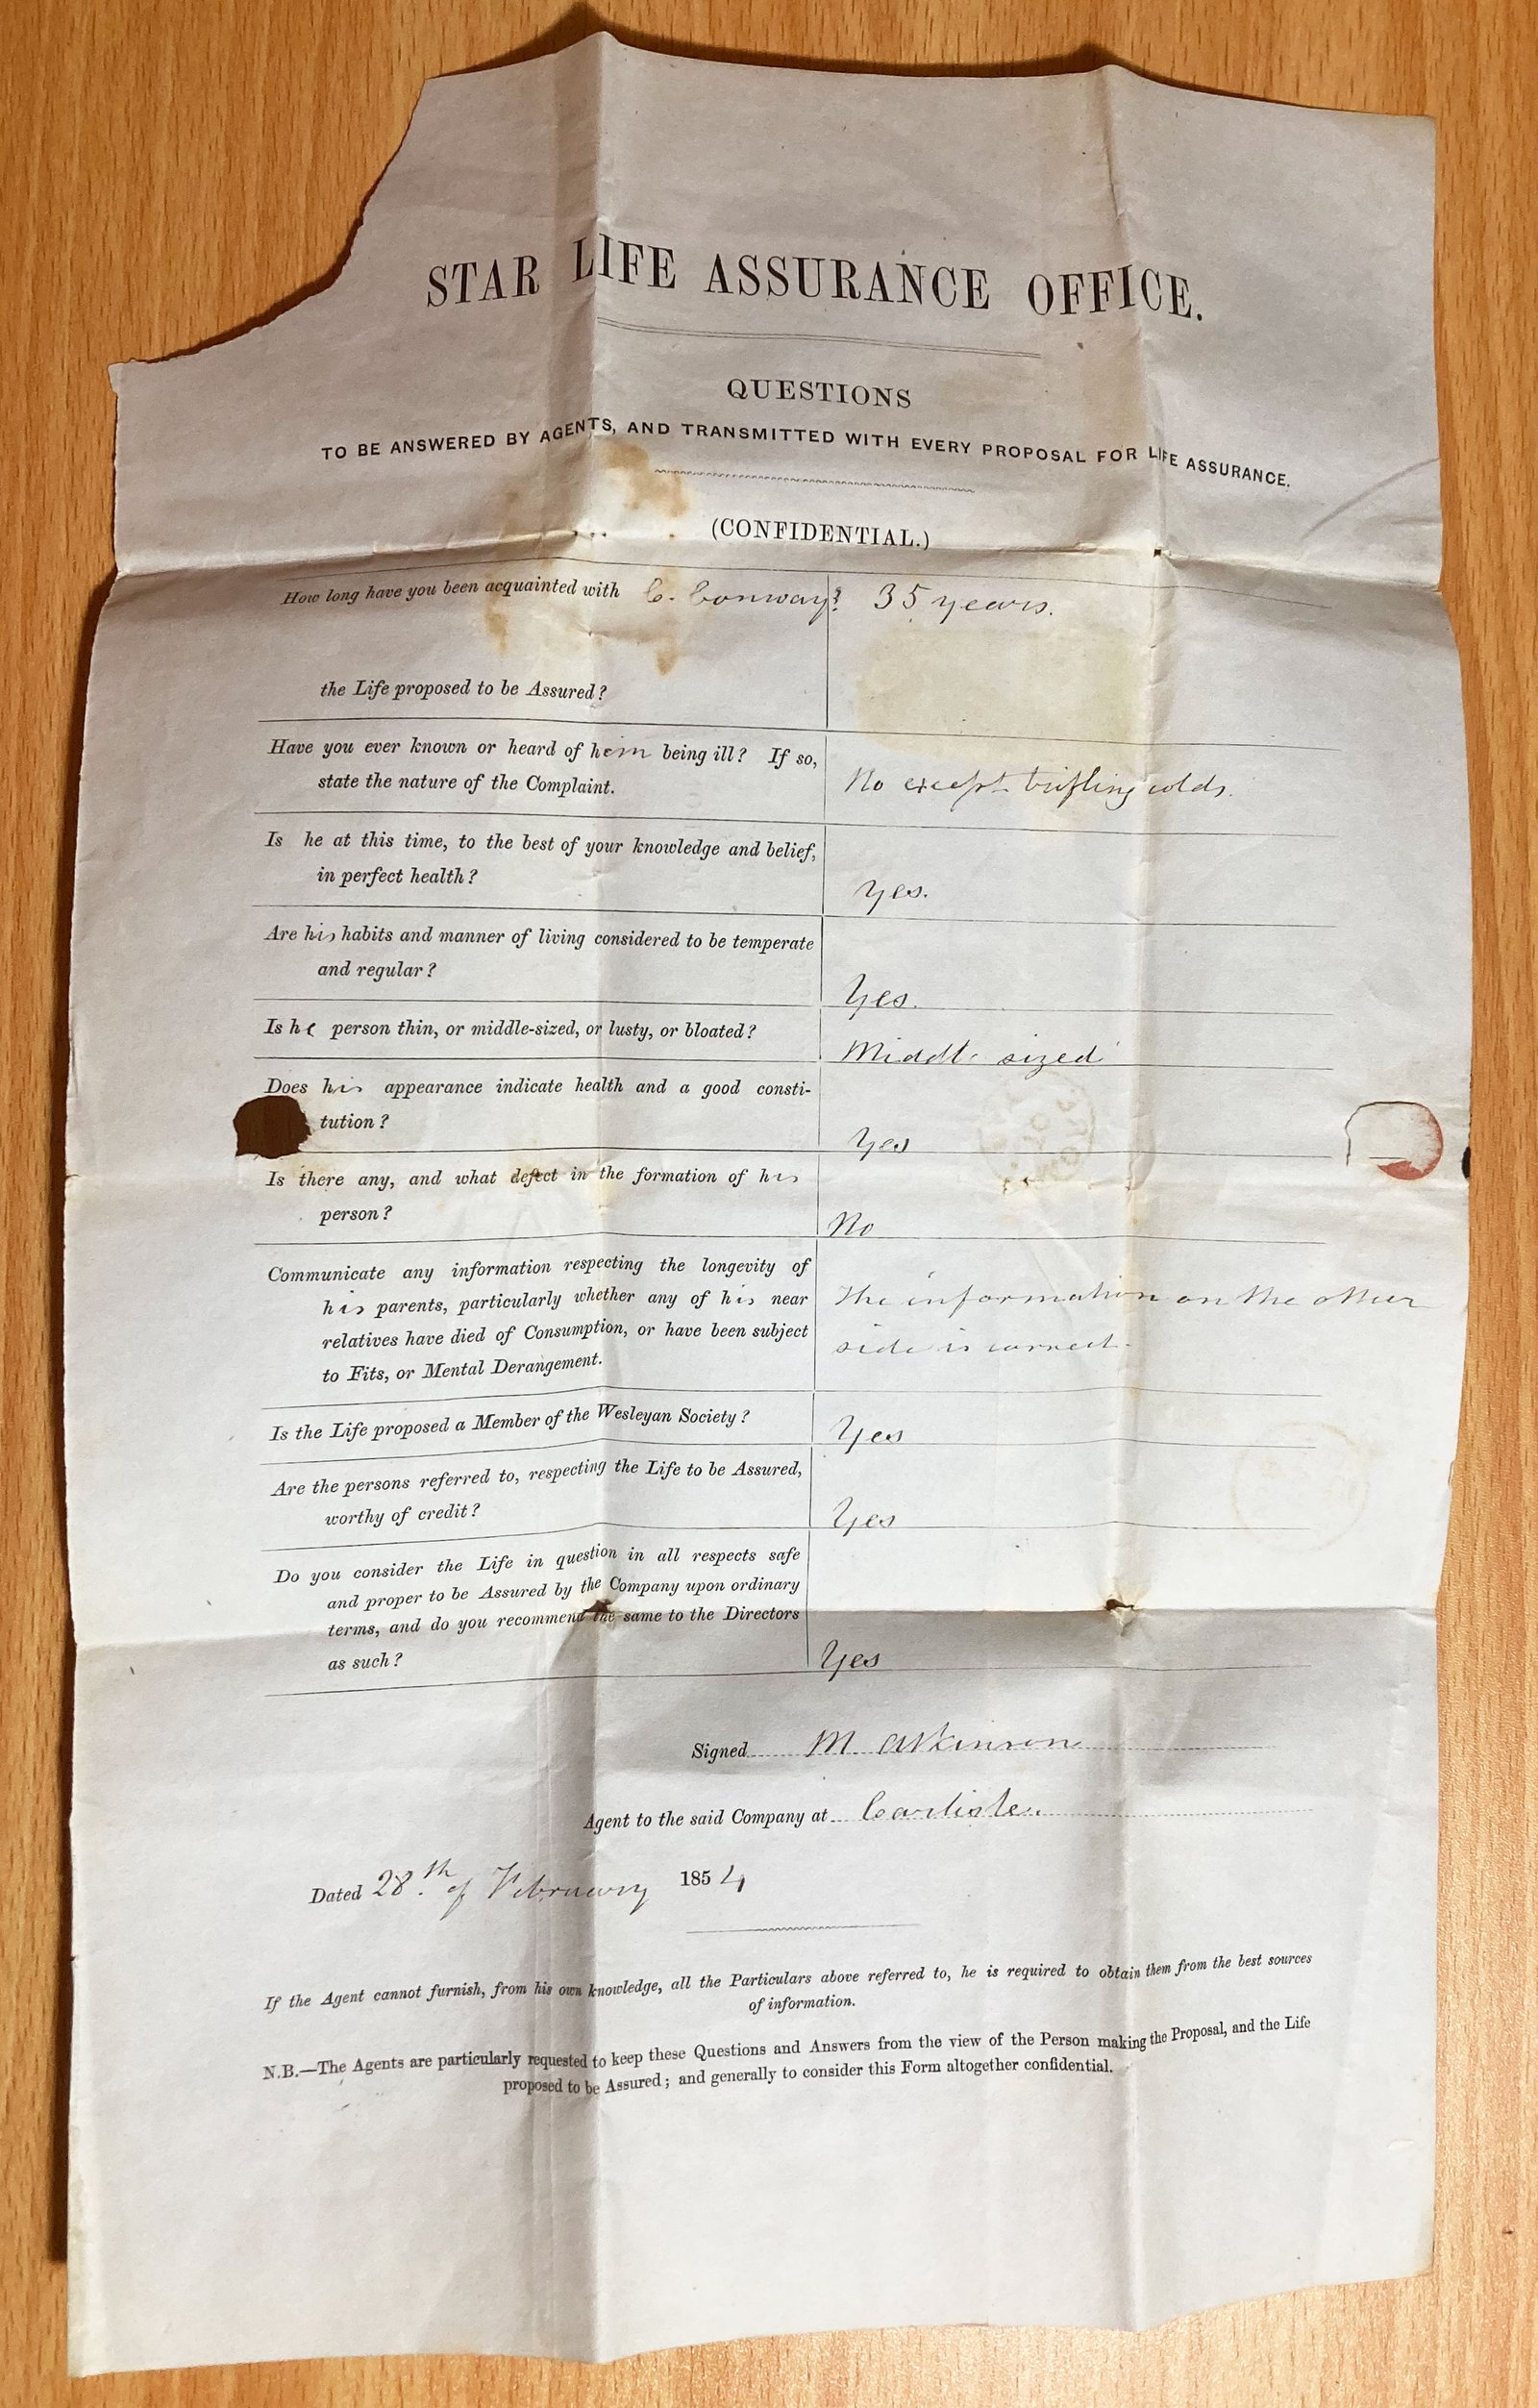 STAR LIFE ASSURANCE OFFICE.
QUESTIONS
TO BE ANSWERED BY AGENTS, AND TRANSMITTED WITH EVERY PROPOSAL FOR LIFE ASSURANCE.
(CONFIDENTIAL.)
How long have you been acquainted with C. Conway? 35 years.
the Life proposed to be Assured?
Have you ever known or heard of him being ill? If so,
state the nature of the Complaint.
No except trifling colds.
Is he at this time, to the best of your knowledge and belief,
in perfect health?
Yes.
Are his habits and manner of living considered to be temperate
and regular?
Yes.
Is he person thin, or middle-sized, or lusty, or bloated?
Middle sized
Does his appearance indicate health and a good consti-
tution?
Yes
Is there any, and what defect in the formation of his
person?
No
Communicate any information respecting the longevity of
his parents, particularly whether any of his near
relatives have died of Consumption, or have been subject
to Fits, or Mental Derangement.
The information on the other
side is correct.
Is the Life proposed a Member of the Wesleyan Society?
Yes
Are the persons referred to, respecting the Life to be Assured,
worthy of credit?
Yes
Do you consider the Life in question in all respects safe
and proper to be Assured by the Company upon ordinary
terms, and do you recommend the same to the Directors
as such?
Yes
Signed M. Atkinson
Agent to the said Company at Carlisle.
Dated 28.th of February 1854
If the Agent cannot furnish, from his own knowledge, all the Particulars above referred to, he is required to obtain them from the best sources
of information.
N.B.—The Agents are particularly requested to keep these Questions and Answers from the view of the Person making the Proposal, and the Life
proposed to be Assured; and generally to consider this Form altogether confidential.